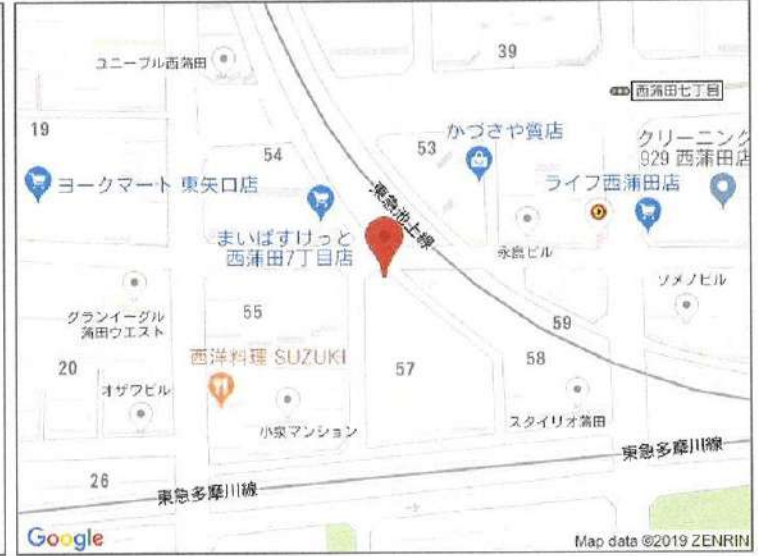 ユニーブル西蒲田
39
西蒲田七丁目
19
かづさや質店
クリーニング
929 西蒲田店
54
53
ヨークマート 東矢口店
ライフ西蒲田店
東急池上線
まいばすけっと
西蒲田7丁目店
永島ビル
ソメノビル
グランイーグル
蒲田ウエスト
55
59
20
西洋料理 SUZUKI
57
58
オザワビル
小泉マンション
スタイリオ蒲田
東急多摩川線
26
東急多摩川線
Google
Map data ©2019 ZENRIN